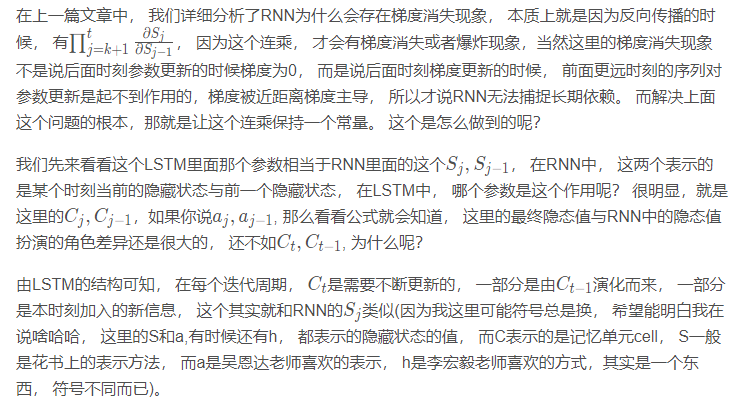 在上一篇文章中， 我们详细分析了RNN为什么会存在梯度消失现象， 本质上就是因为反向传播的时
候， 有$\prod_{j=k+1}^{t} \frac{\partial S_j}{\partial S_{j-1}}$， 因为这个连乘， 才会有梯度消失或者爆炸现象，当然这里的梯度消失现象
不是说后面时刻参数更新的时候梯度为0， 而是说后面时刻梯度更新的时候， 前面更远时刻的序列对
参数更新是起不到作用的，梯度被近距离梯度主导， 所以才说RNN无法捕捉长期依赖。 而解决上面
这个问题的根本，那就是让这个连乘保持一个常量。 这个是怎么做到的呢？
我们先来看看这个LSTM里面那个参数相当于RNN里面的这个$S_j, S_{j-1}$， 在RNN中， 这两个表示的
是某个时刻当前的隐藏状态与前一个隐藏状态， 在LSTM中， 哪个参数是这个作用呢？ 很明显，就是
这里的$C_j, C_{j-1}$，如果你说$a_j, a_{j-1}$, 那么看看公式就会知道， 这里的最终隐态值与RNN中的隐态值
扮演的角色差异还是很大的， 还不如$C_t, C_{t-1}$, 为什么呢？
由LSTM的结构可知， 在每个迭代周期， $C_t$是需要不断更新的， 一部分是由$C_{t-1}$演化而来， 一部分
是本时刻加入的新信息， 这个其实就和RNN的$S_j$类似(因为我这里可能符号总是换， 希望能明白我在
说啥哈哈， 这里的S和a,有时候还有h， 都表示的隐藏状态的值， 而C表示的是记忆单元cell， S一般
是花书上的表示方法， 而a是吴恩达老师喜欢的表示， h是李宏毅老师喜欢的方式，其实是一个东
西， 符号不同而已)。